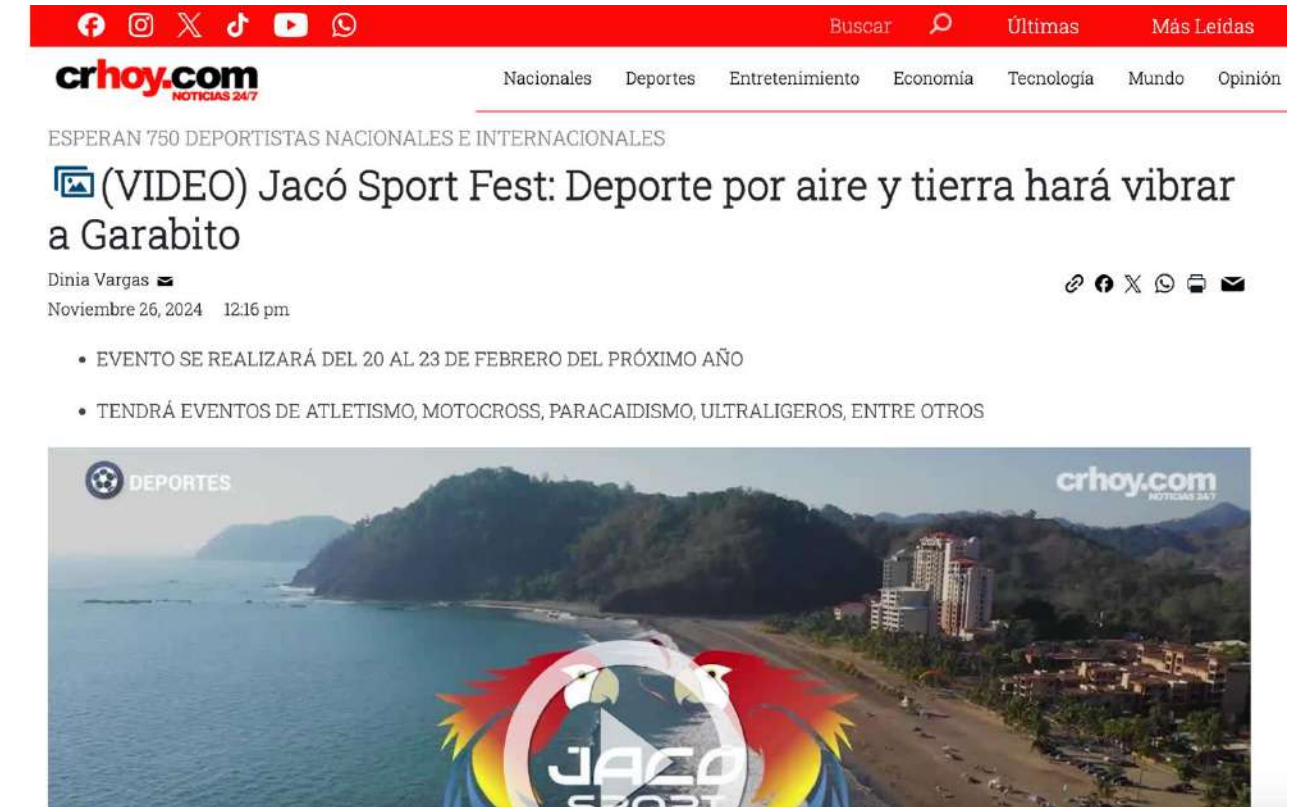 Buscar
Últimas
Más Leídas
crhoy.com
NOTICIAS 24/7
Nacionales
Deportes
Entretenimiento
Economía
Tecnología
Mundo
Opinión
ESPERAN 750 DEPORTISTAS NACIONALES E INTERNACIONALES
(VIDEO) Jacó Sport Fest: Deporte por aire y tierra hará vibrar
a Garabito
Dinia Vargas
Noviembre 26, 2024 12:16 pm
• EVENTO SE REALIZARÁ DEL 20 AL 23 DE FEBRERO DEL PRÓXIMO AÑO
• TENDRÁ EVENTOS DE ATLETISMO, MOTOCROSS, PARACAIDISMO, ULTRALIGEROS, ENTRE OTROS
DEPORTES
crhoy.com
NOTICIAS 24/7
JACO
SPORT